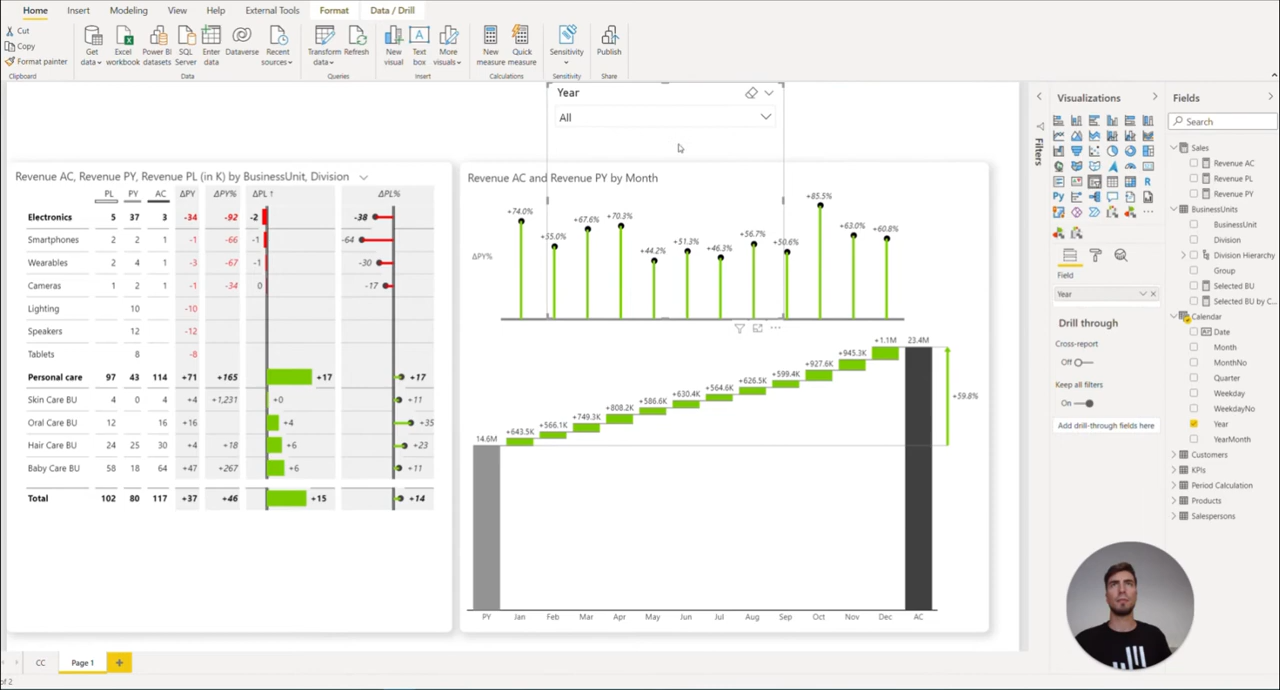 Home Insert Modeling View Help External Tools Format Data / Drill
Cut
Copy
Format painter
Clipboard
Get data
Excel workbook
Power BI datasets
SQL Server
Enter data
Dataverse
Recent sources
Data
Transform data
Refresh
Queries
New visual
Text box
More visuals
Insert
New measure
Quick measure
Calculations
Sensitivity
Sensitivity
Publish
Share
Year
All
Revenue AC, Revenue PY, Revenue PL (in K) by BusinessUnit, Division
PL PY AC ΔPY ΔPY% ΔPL ↑ ΔPL%
Electronics 5 37 3 -34 -92 -2 -38
Smartphones 2 2 1 -1 -66 -1 -64
Wearables 2 4 1 -3 -67 -1 -30
Cameras 1 2 1 -1 -34 0 -17
Lighting 10 -10
Speakers 12 -12
Tablets 8 -8
Personal care 97 43 114 +71 +165 +17 +17
Skin Care BU 4 0 4 +4 +1,231 +0 +11
Oral Care BU 12 16 +16 +4 +35
Hair Care BU 24 25 30 +4 +18 +6 +23
Baby Care BU 58 18 64 +47 +267 +6 +11
Total 102 80 117 +37 +46 +15 +14
Revenue AC and Revenue PY by Month
ΔPY%
+74.0% +55.0% +67.6% +70.3% +44.2% +51.3% +46.3% +56.7% +50.6% +85.5% +63.0% +60.8%
14.6M +643.5K +566.1K +749.3K +808.2K +586.6K +630.4K +564.6K +626.5K +599.4K +927.6K +945.3K +1.1M 23.4M
+59.8%
PY Jan Feb Mar Apr May Jun Jul Aug Sep Oct Nov Dec AC
Filters
Visualizations
R
Py
Field
Year
Drill through
Cross-report
Off
Keep all filters
On
Add drill-through fields here
Fields
Search
Sales
Revenue AC
Revenue PL
Revenue PY
BusinessUnits
BusinessUnit
Division
Division Hierarchy
Group
Selected BU
Selected BU by C...
Calendar
Date
Month
MonthNo
Quarter
Weekday
WeekdayNo
Year
YearMonth
Customers
KPIs
Period Calculation
Products
Salespersons
CC
Page 1
of 2